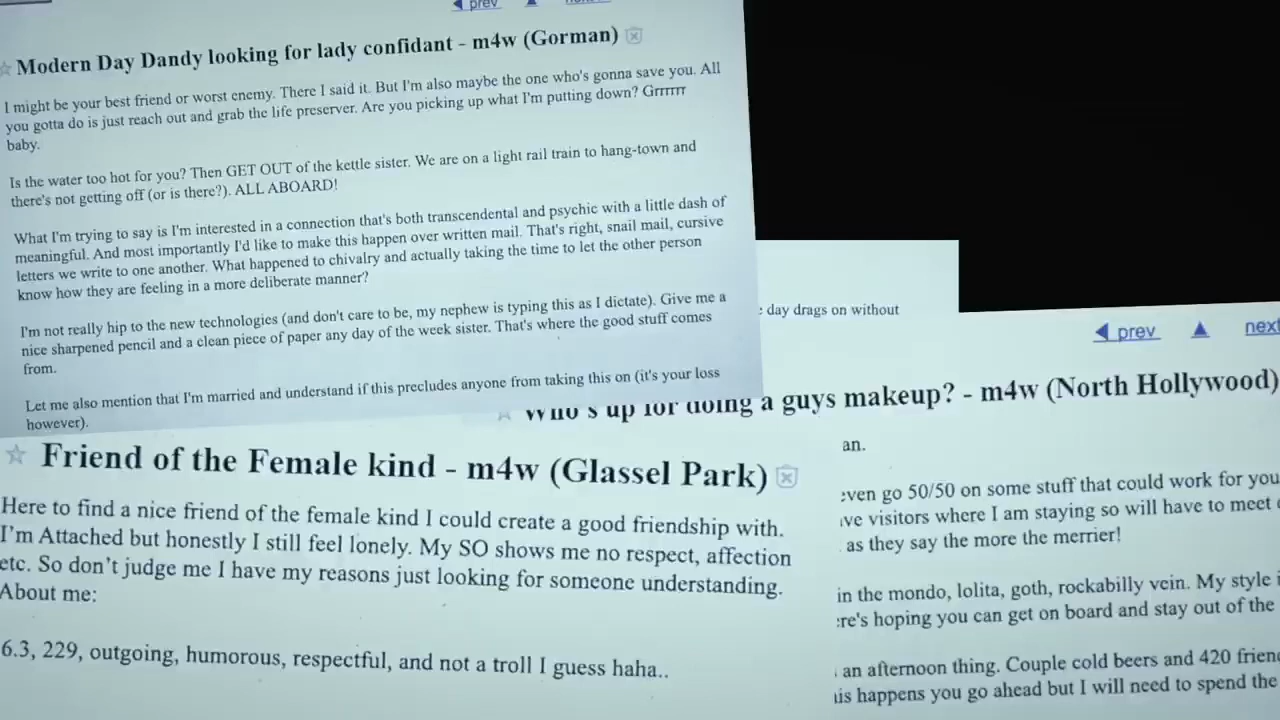 prev
Modern Day Dandy looking for lady confidant - m4w (Gorman)
I might be your best friend or worst enemy. There I said it. But I'm also maybe the one who's gonna save you. All
you gotta do is just reach out and grab the life preserver. Are you picking up what I'm putting down? Grrrrrr
baby.
Is the water too hot for you? Then GET OUT of the kettle sister. We are on a light rail train to hang-town and
there's not getting off (or is there?). ALL ABOARD!
What I'm trying to say is I'm interested in a connection that's both transcendental and psychic with a little dash of
meaningful. And most importantly I'd like to make this happen over written mail. That's right, snail mail, cursive
letters we write to one another. What happened to chivalry and actually taking the time to let the other person
know how they are feeling in a more deliberate manner?
I'm not really hip to the new technologies (and don't care to be, my nephew is typing this as I dictate). Give me a
nice sharpened pencil and a clean piece of paper any day of the week sister. That's where the good stuff comes
from.
Let me also mention that I'm married and understand if this precludes anyone from taking this on (it's your loss
however).
day drags on without
prev next
Who's up for doing a guys makeup? - m4w (North Hollywood)
an.
even go 50/50 on some stuff that could work for you
visitors where I am staying so will have to meet
as they say the more the merrier!
in the mondo, lolita, goth, rockabilly vein. My style
hoping you can get on board and stay out of the
an afternoon thing. Couple cold beers and 420
happens you go ahead but I will need to spend the
Friend of the Female kind - m4w (Glassel Park)
Here to find a nice friend of the female kind I could create a good friendship with.
I'm Attached but honestly I still feel lonely. My SO shows me no respect, affection
etc. So don't judge me I have my reasons just looking for someone understanding.
About me:
6.3, 229, outgoing, humorous, respectful, and not a troll I guess haha..